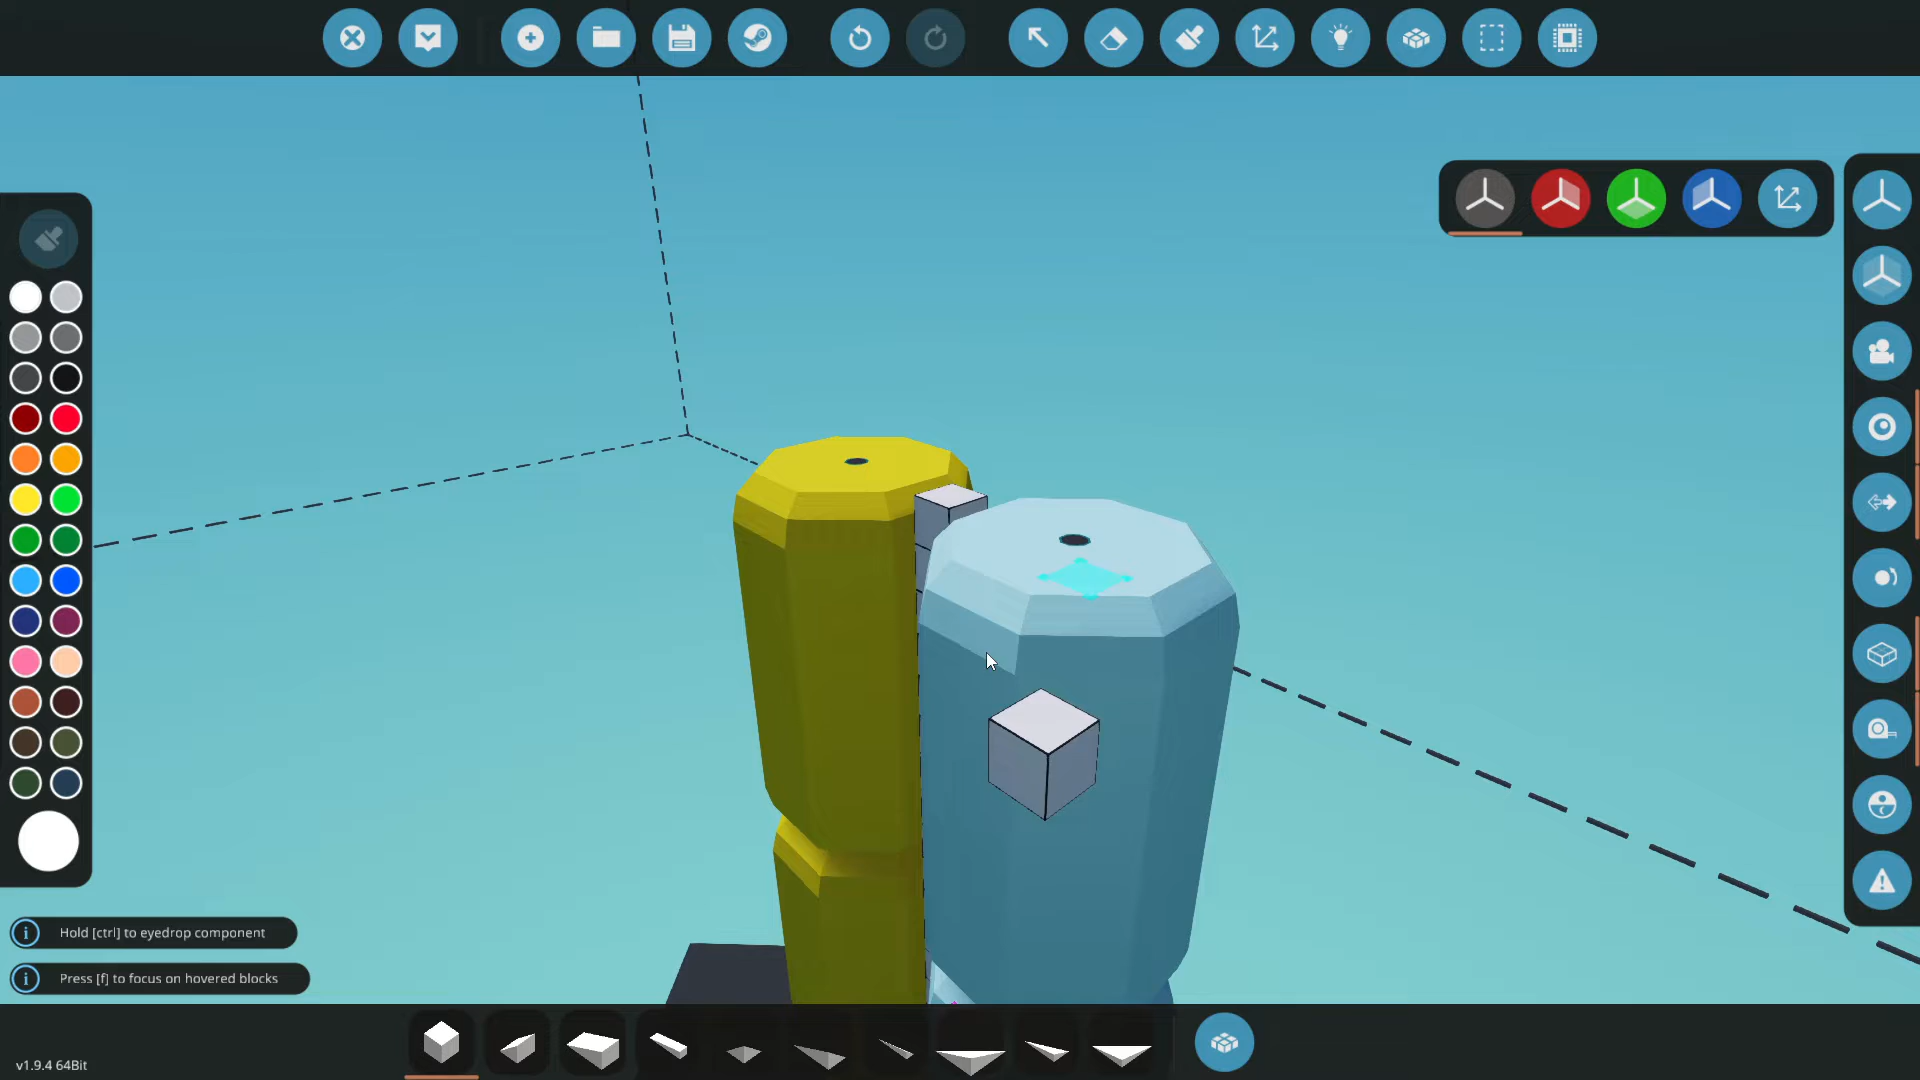 Hold [ctrl] to eyedrop component
Press [f] to focus on hovered blocks
v1.9.4 64Bit